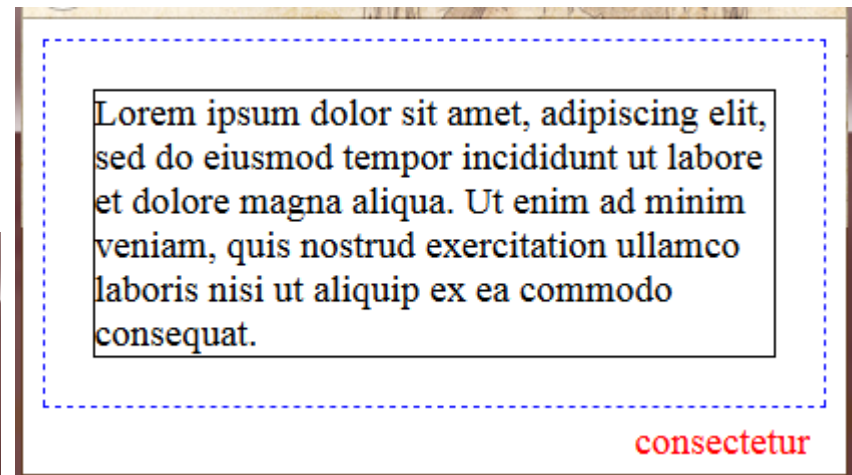 Lorem ipsum dolor sit amet, adipiscing elit,
sed do eiusmod tempor incididunt ut labore
et dolore magna aliqua. Ut enim ad minim
veniam, quis nostrud exercitation ullamco
laboris nisi ut aliquip ex ea commodo
consequat.
consectetur